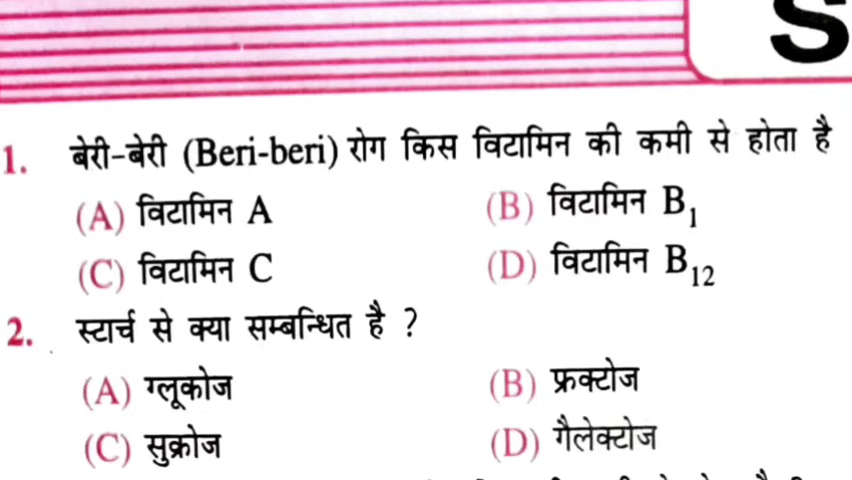 S
1. बेरी-बेरी (Beri-beri) रोग किस विटामिन की कमी से होता है
(A) विटामिन A (B) विटामिन B₁
(C) विटामिन C (D) विटामिन B₁₂
2. स्टार्च से क्या सम्बन्धित है ?
(A) ग्लूकोज (B) फ्रक्टोज
(C) सुक्रोज (D) गैलेक्टोज